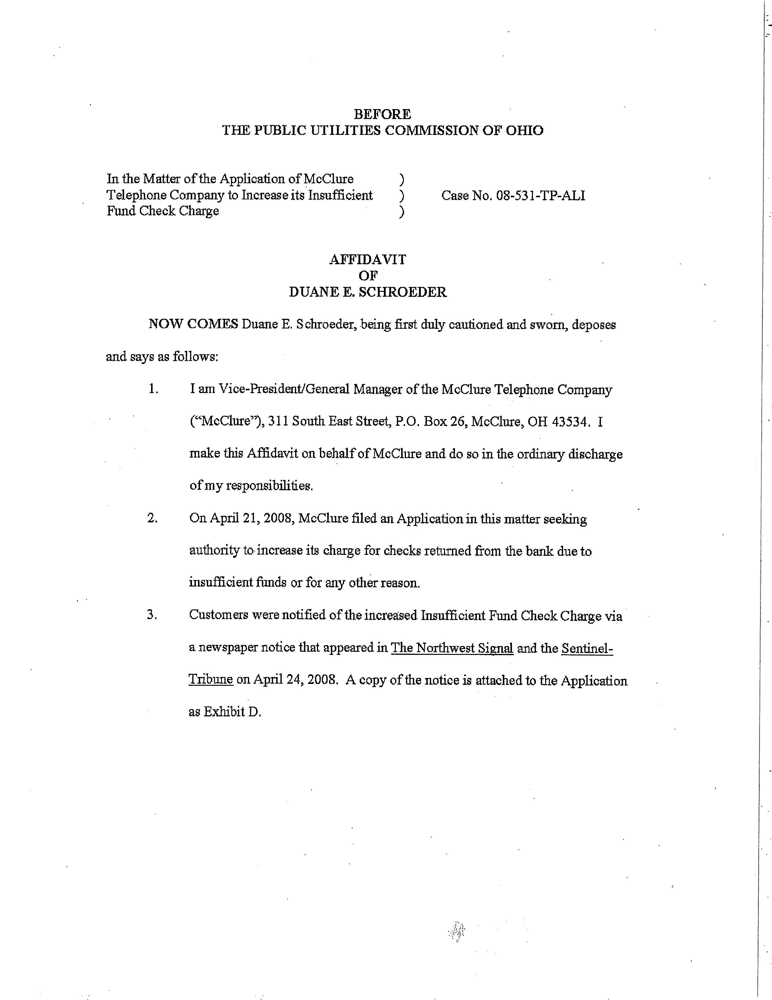 BEFORE
THE PUBLIC UTILITIES COMMISSION OF OHIO
In the Matter of the Application of McClure )
Telephone Company to Increase its Insufficient ) Case No. 08-531-TP-ALI
Fund Check Charge )
AFFIDAVIT
OF
DUANE E. SCHROEDER
NOW COMES Duane E. Schroeder, being first duly cautioned and sworn, deposes
and says as follows:
1. I am Vice-President/General Manager of the McClure Telephone Company
(“McClure”), 311 South East Street, P.O. Box 26, McClure, OH 43534. I
make this Affidavit on behalf of McClure and do so in the ordinary discharge
of my responsibilities.
2. On April 21, 2008, McClure filed an Application in this matter seeking
authority to increase its charge for checks returned from the bank due to
insufficient funds or for any other reason.
3. Customers were notified of the increased Insufficient Fund Check Charge via
a newspaper notice that appeared in The Northwest Signal and the Sentinel-
Tribune on April 24, 2008. A copy of the notice is attached to the Application
as Exhibit D.